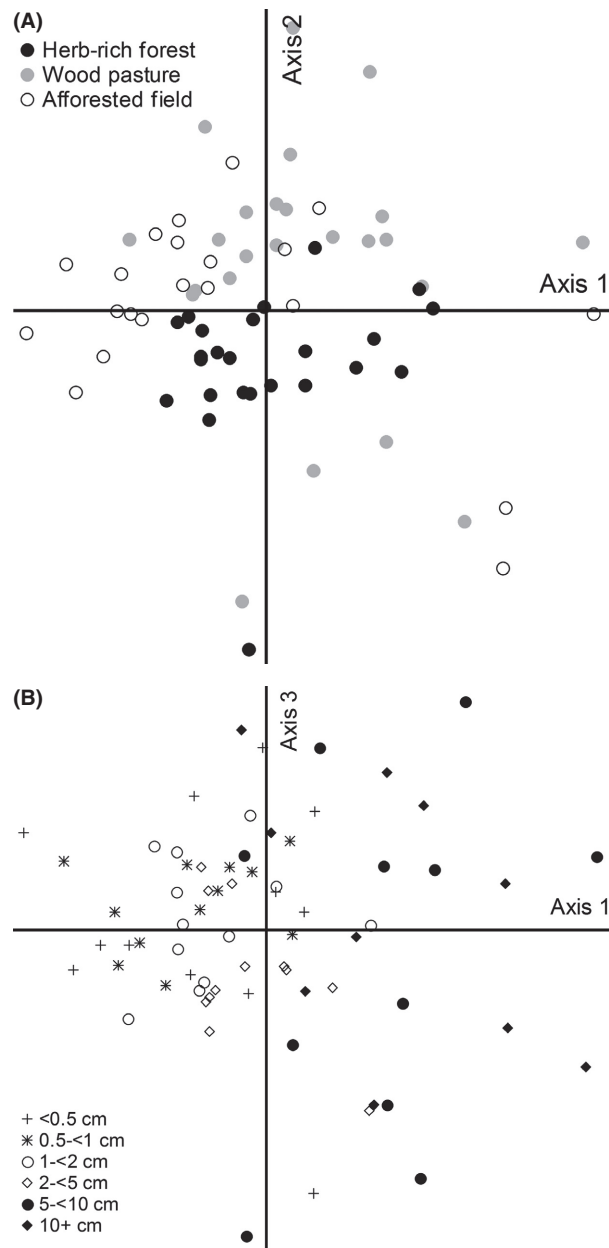 (A)
Axis 2
Herb-rich forest
Wood pasture
Afforested field
Axis 1
(B)
Axis 3
Axis 1
<0.5 cm
0.5-<1 cm
1-<2 cm
2-<5 cm
5-<10 cm
10+ cm